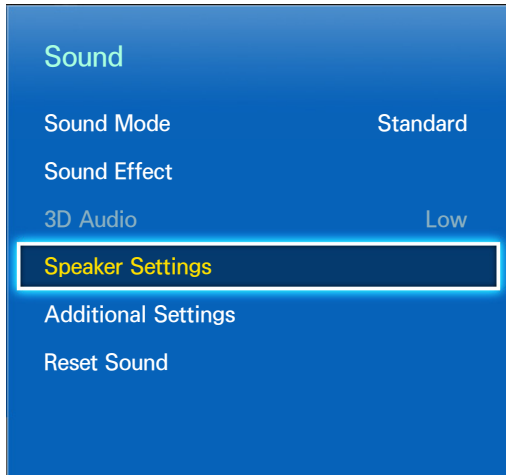 Sound
Sound Mode Standard
Sound Effect
3D Audio Low
Speaker Settings
Additional Settings
Reset Sound